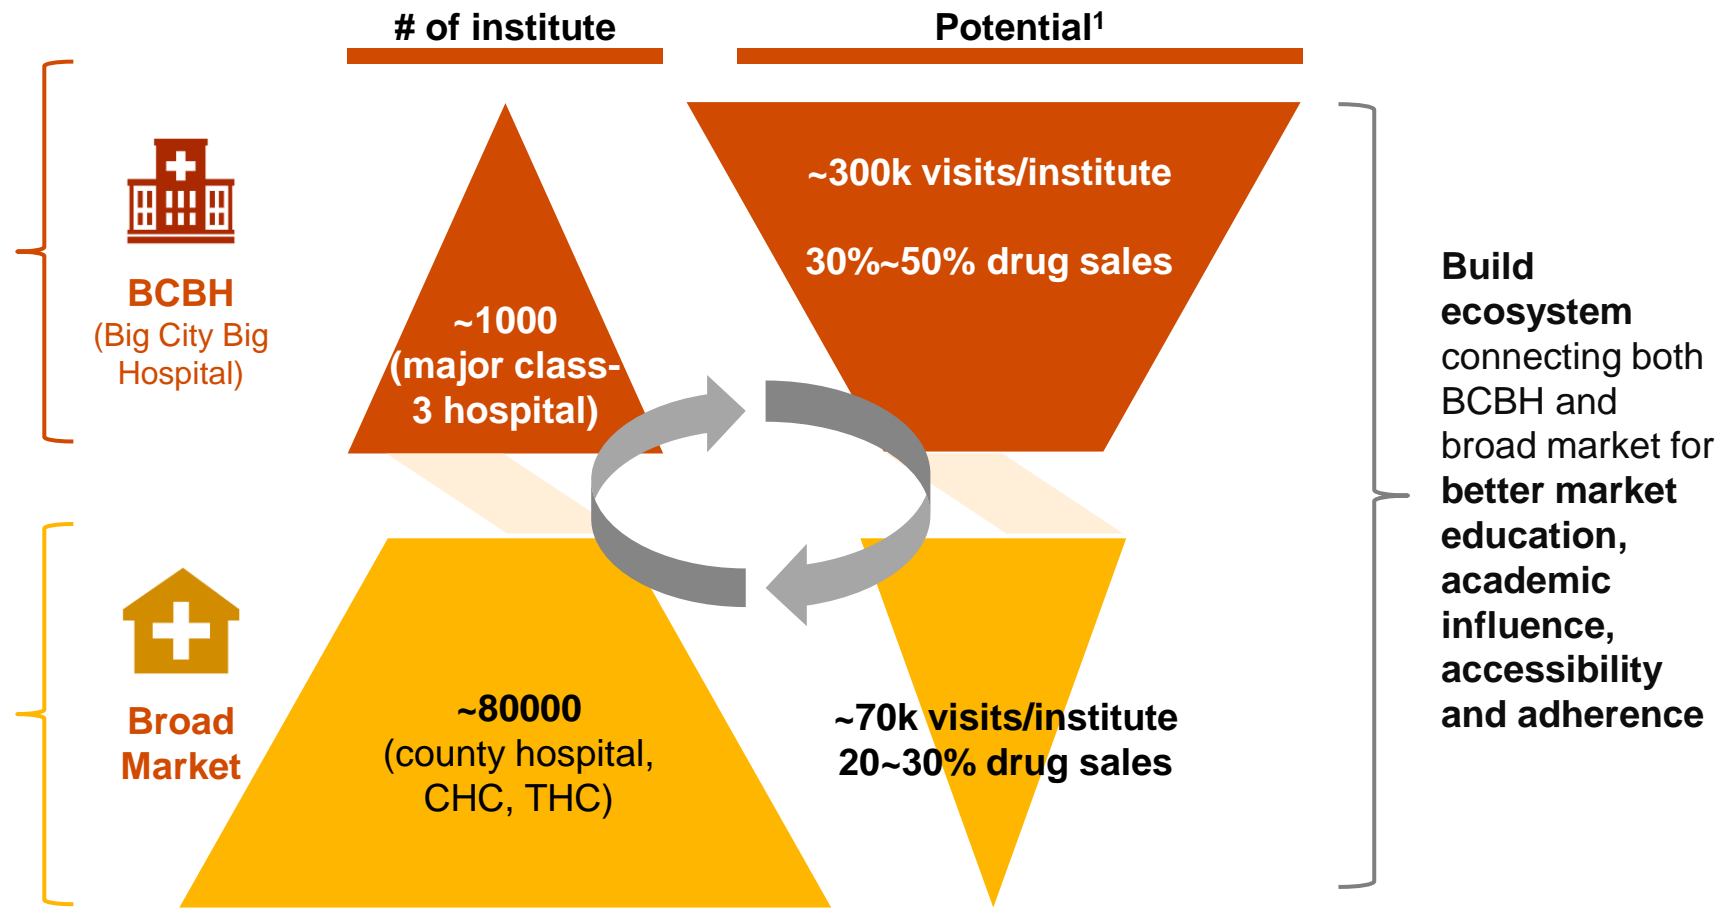 # of institute
Potential¹
BCBH
(Big City Big
Hospital)
~1000
(major class-
3 hospital)
~300k visits/institute
30%~50% drug sales
Broad
Market
~80000
(county hospital,
CHC, THC)
~70k visits/institute
20~30% drug sales
Build
ecosystem
connecting both
BCBH and
broad market for
better market
education,
academic
influence,
accessibility
and adherence